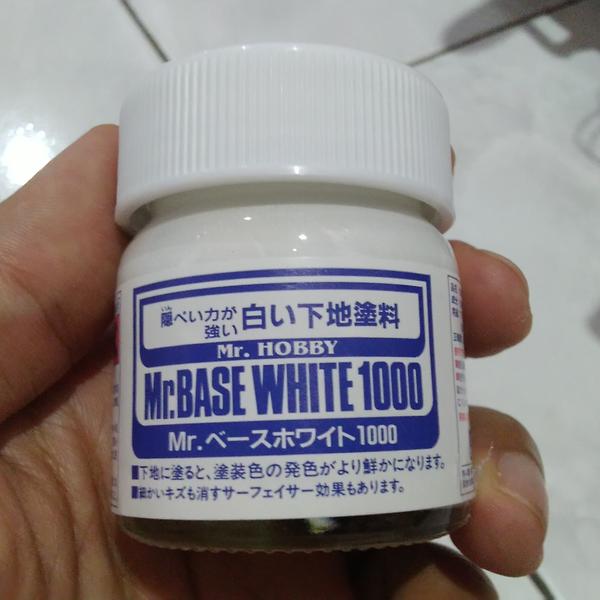 隠ぺい力が
強い
白い下地塗料
Mr. HOBBY
Mr.BASE WHITE 1000
Mr.ベースホワイト1000
■下地に塗ると、塗装色の発色がより鮮かになります。
■細かいキズも消すサーフェイサー効果もあります。